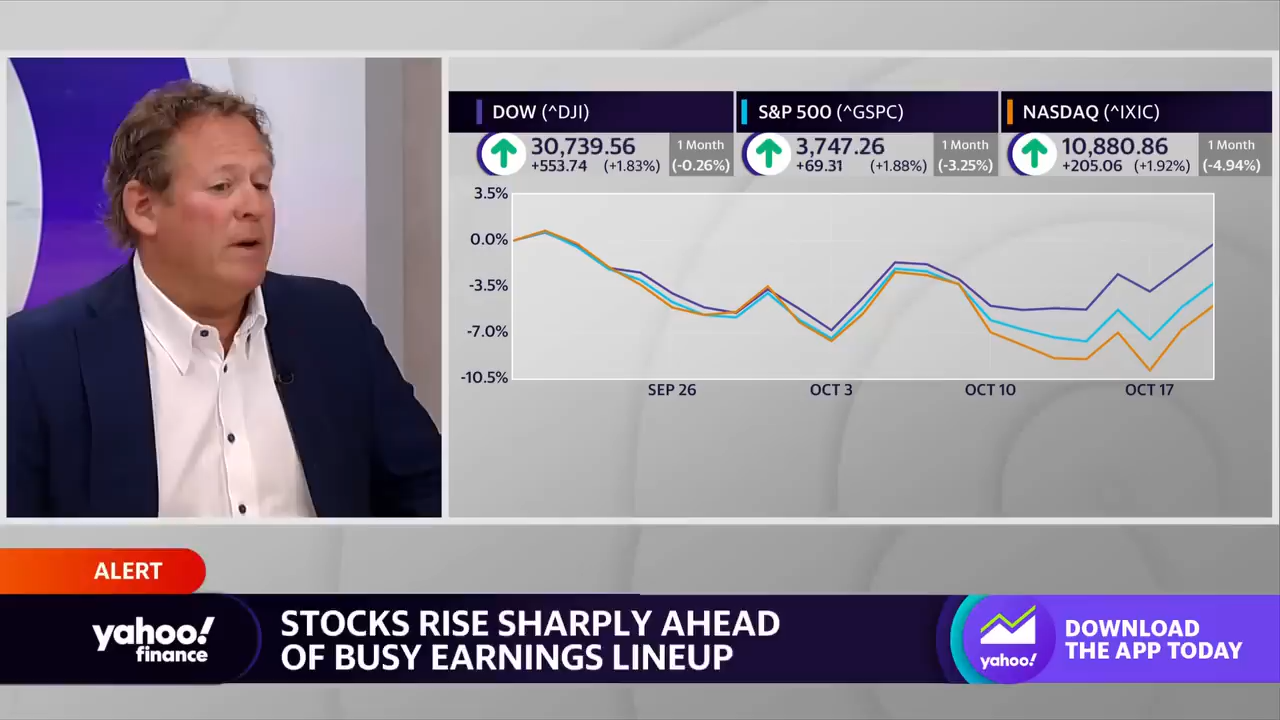 DOW (^DJI)
30,739.56
+553.74 (+1.83%)
1 Month
(-0.26%)
S&P 500 (^GSPC)
3,747.26
+69.31 (+1.88%)
1 Month
(-3.25%)
NASDAQ (^IXIC)
10,880.86
+205.06 (+1.92%)
1 Month
(-4.94%)
3.5%
0.0%
-3.5%
-7.0%
-10.5%
SEP 26 OCT 3 OCT 10 OCT 17
ALERT
yahoo!
finance
STOCKS RISE SHARPLY AHEAD
OF BUSY EARNINGS LINEUP
yahoo!
DOWNLOAD
THE APP TODAY